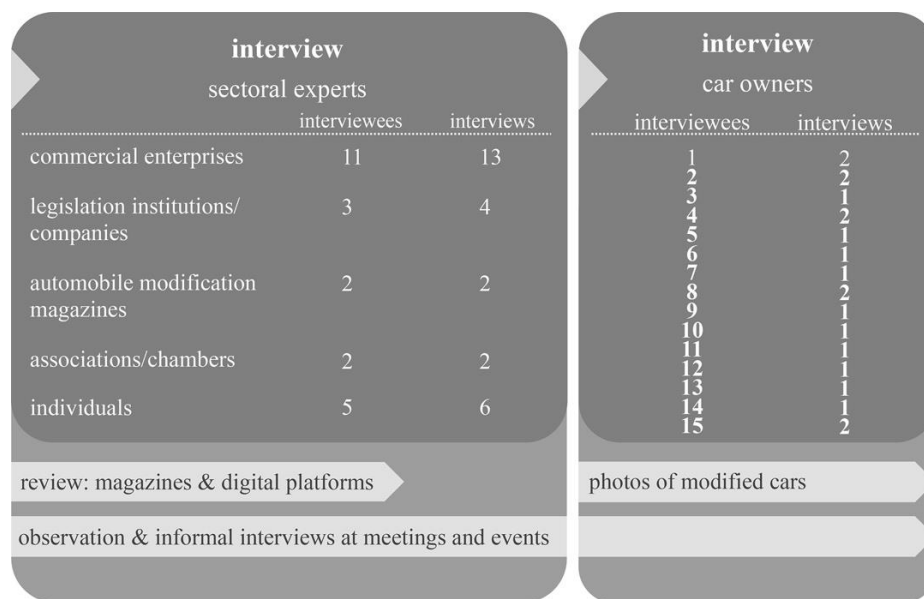 interview
sectoral experts
interviewees interviews
commercial enterprises 11 13
legislation institutions/
companies 3 4
automobile modification
magazines 2 2
associations/chambers 2 2
individuals 5 6
review: magazines & digital platforms
observation & informal interviews at meetings and events
interview
car owners
interviewees interviews
1 2
2 2
3 1
4 2
5 1
6 1
7 1
8 2
9 1
10 1
11 1
12 1
13 1
14 1
15 2
photos of modified cars